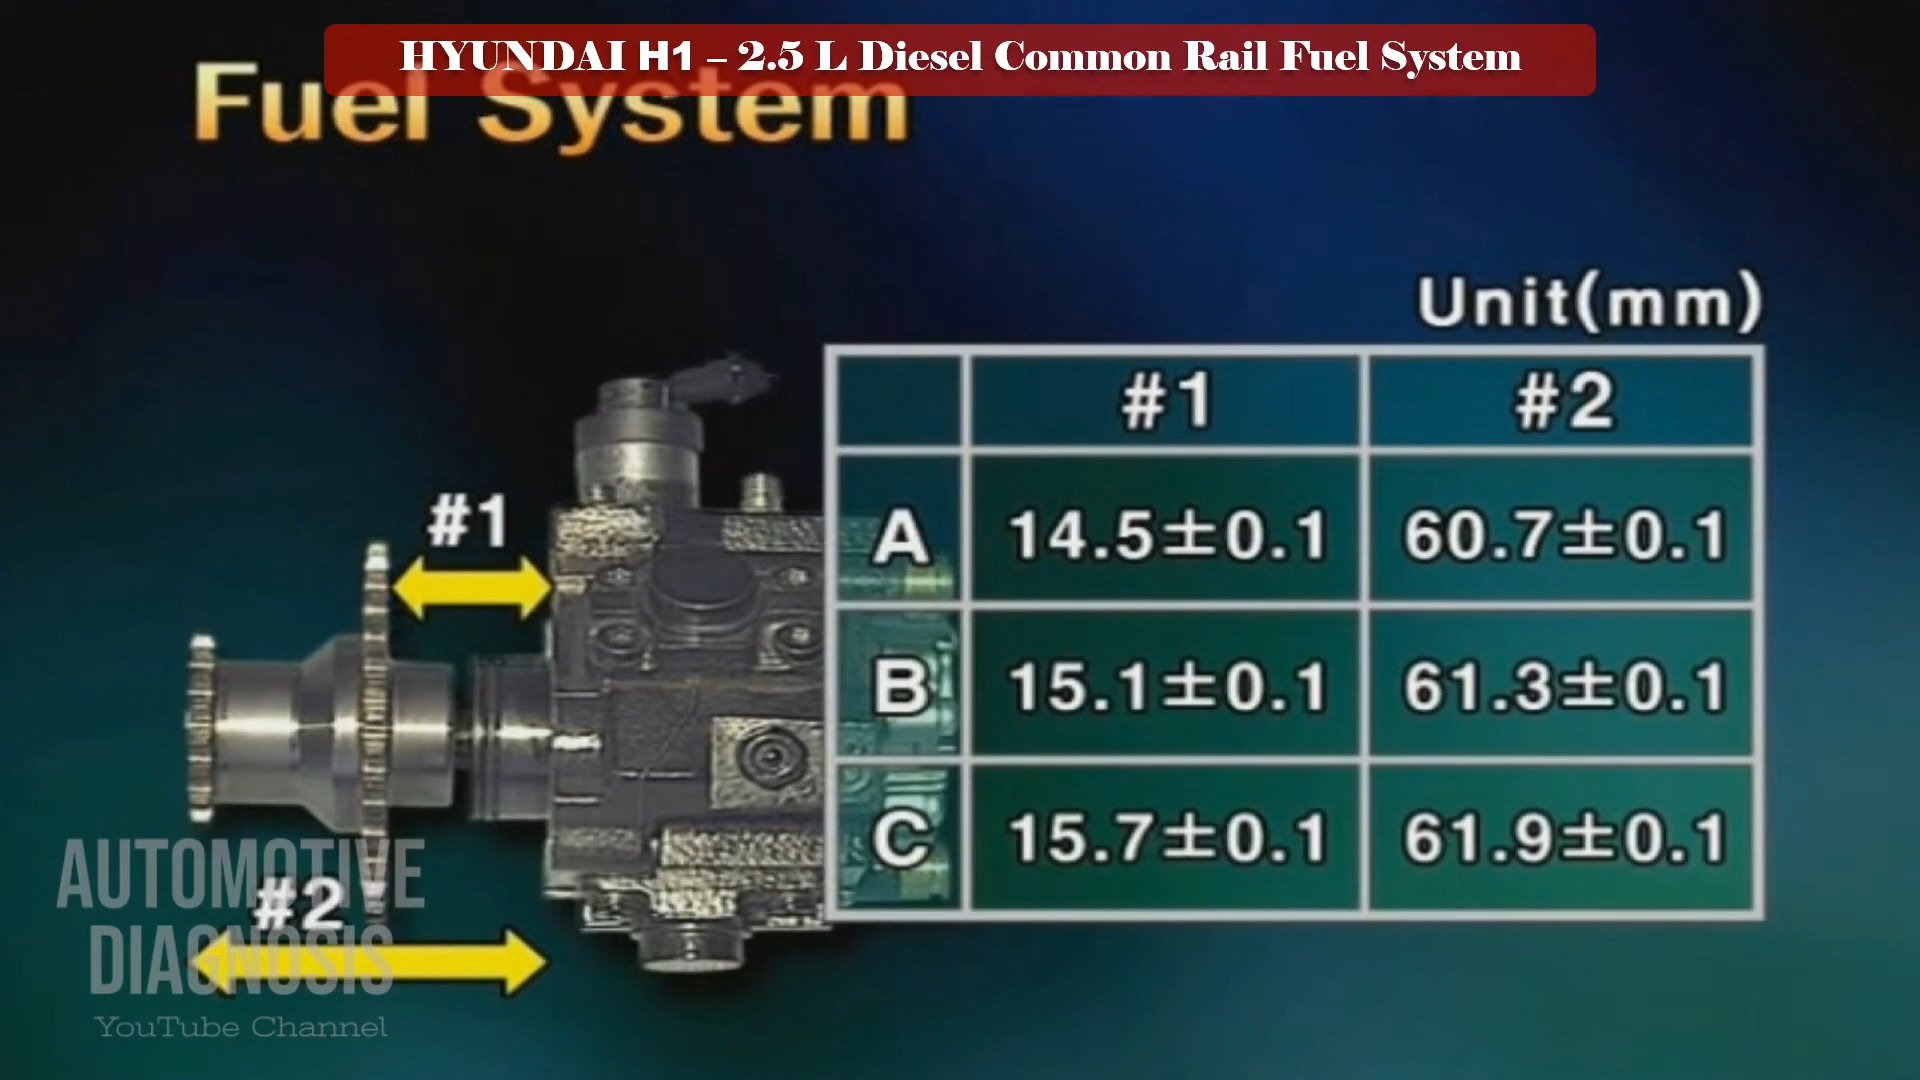 HYUNDAI H1 – 2.5 L Diesel Common Rail Fuel System
Fuel System
Unit(mm)
#1 #2
A 14.5±0.1 60.7±0.1
B 15.1±0.1 61.3±0.1
C 15.7±0.1 61.9±0.1
#1
#2
AUTOMOTIVE
DIAGNOSIS
YouTube Channel